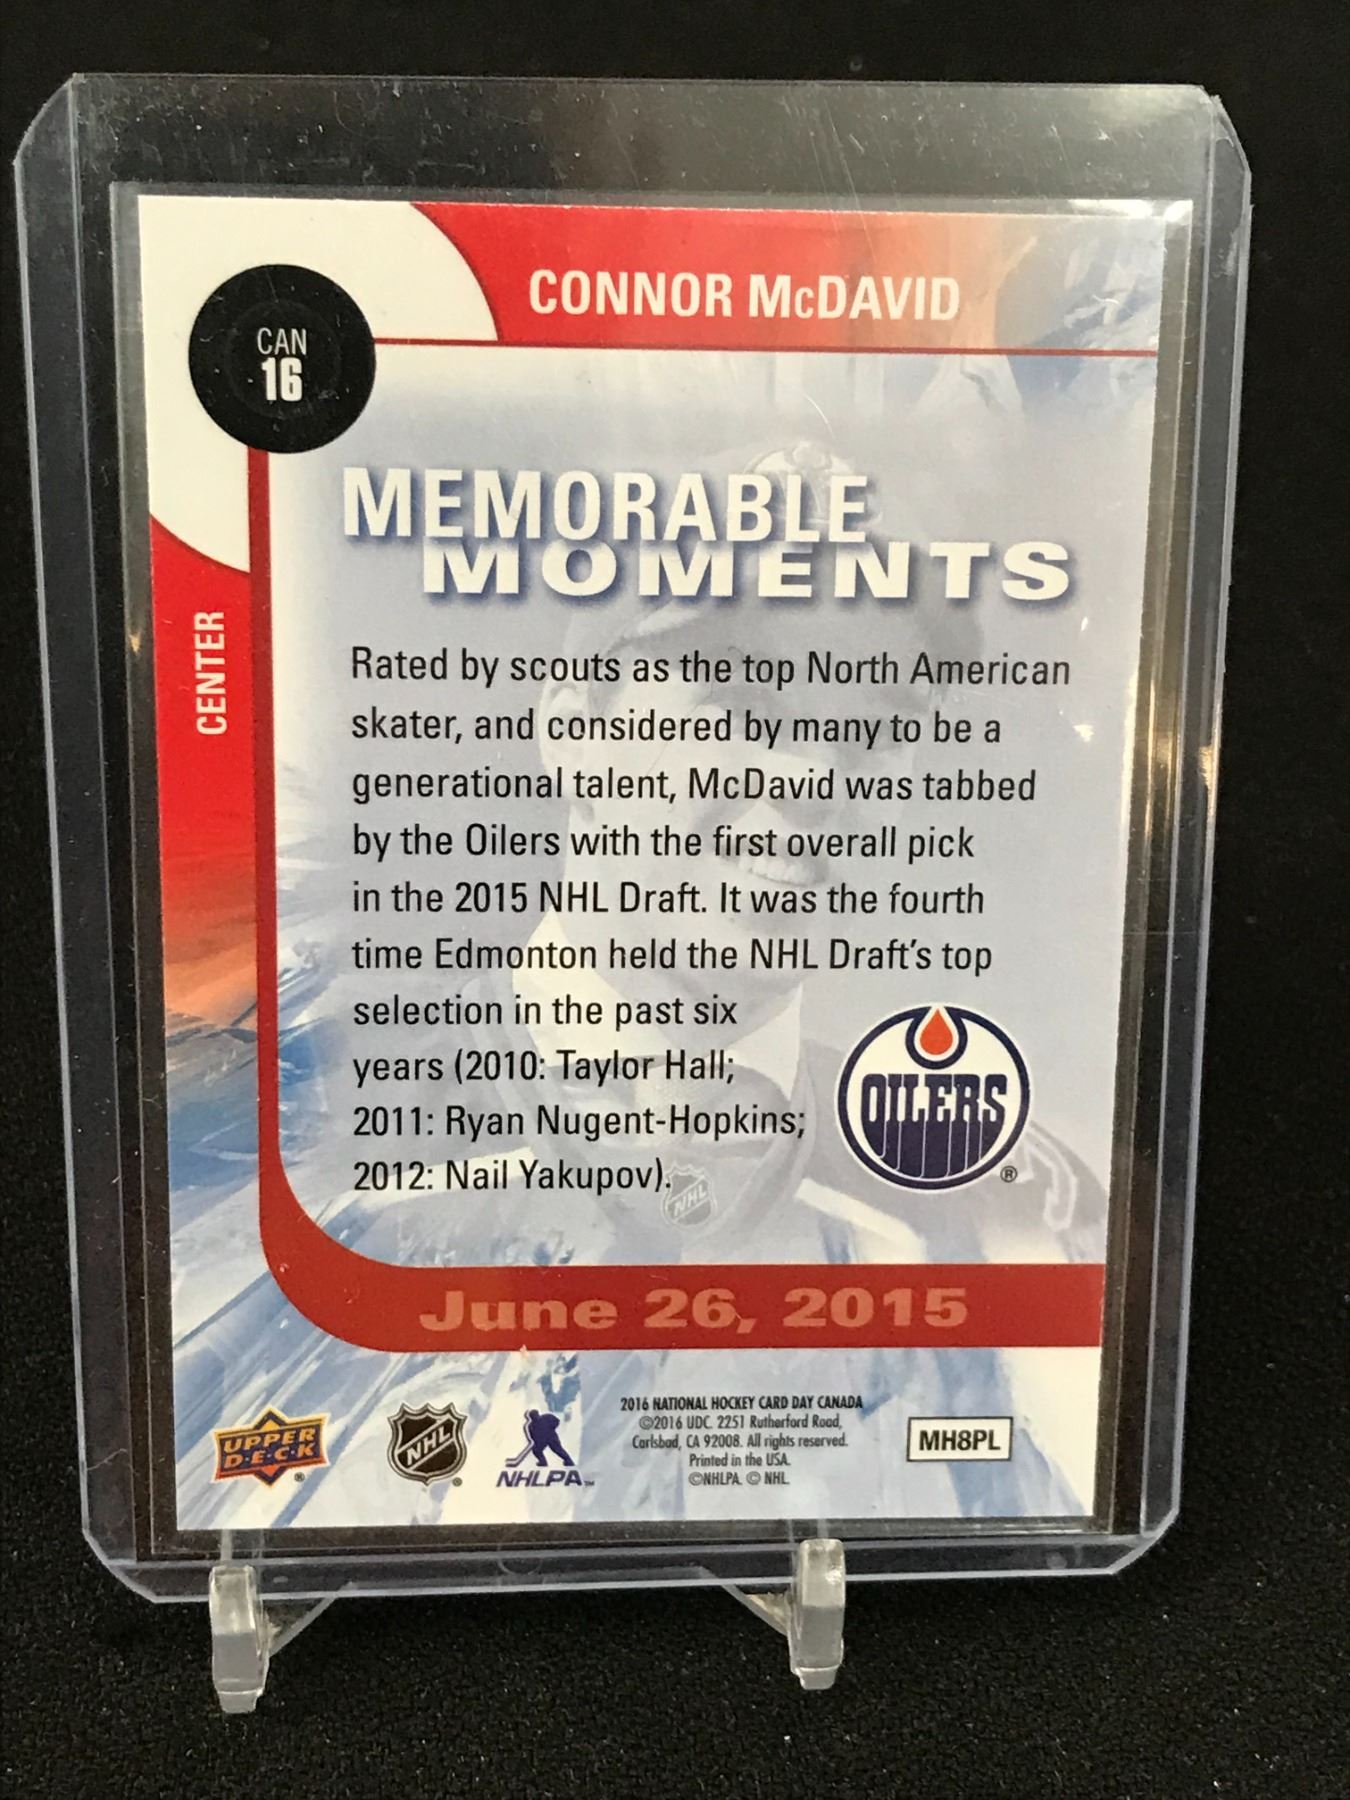 CONNOR McDAVID
CAN
16
CENTER
MEMORABLE
MOMENTS
Rated by scouts as the top North American
skater, and considered by many to be a
generational talent, McDavid was tabbed
by the Oilers with the first overall pick
in the 2015 NHL Draft. It was the fourth
time Edmonton held the NHL Draft's top
selection in the past six
years (2010: Taylor Hall;
2011: Ryan Nugent-Hopkins;
2012: Nail Yakupov).
OILERS
®
NHL
June 26, 2015
UPPER
D·E·C·K
®
NHL
®
NHLPA™
2016 NATIONAL HOCKEY CARD DAY CANADA
©2016 UDC. 2251 Rutherford Road,
Carlsbad, CA 92008. All rights reserved.
Printed in the USA.
©NHLPA. © NHL.
MH8PL